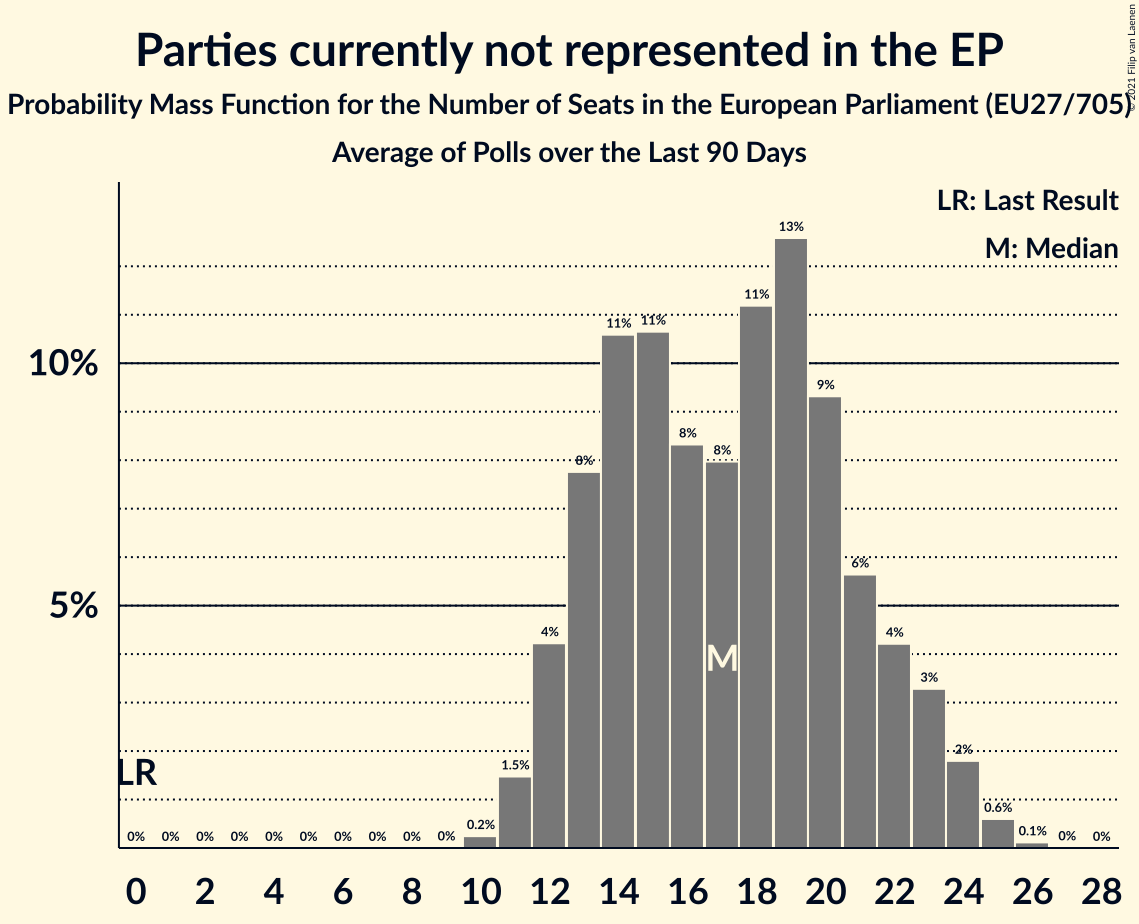 Parties currently not represented in the EP
Probability Mass Function for the Number of Seats in the European Parliament (EU27/705)
Average of Polls over the Last 90 Days
© 2021 Filip van Laenen
LR: Last Result
M: Median
10%
5%
0% 0% 0% 0% 0% 0% 0% 0% 0% 0% 0.2% 1.5% 4% 8% 11% 11% 8% 8% 11% 13% 9% 6% 4% 3% 2% 0.6% 0.1% 0% 0%
LR
M
0 2 4 6 8 10 12 14 16 18 20 22 24 26 28